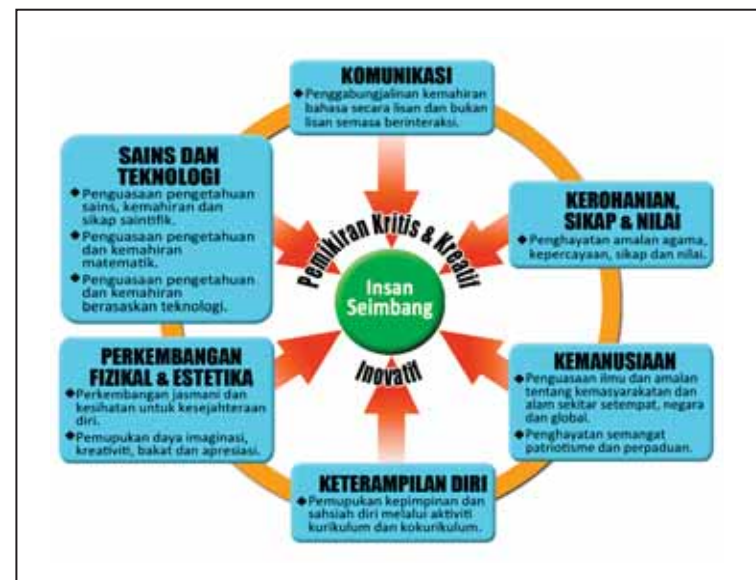 KOMUNIKASI
◆Penggabungjalinan kemahiran
bahasa secara lisan dan bukan
lisan semasa berinteraksi.
SAINS DAN
TEKNOLOGI
◆Penguasaan pengetahuan
sains, kemahiran dan
sikap saintifik.
◆Penguasaan pengetahuan
dan kemahiran
matematik.
◆Penguasaan pengetahuan
dan kemahiran
berasaskan teknologi.
KEROHANIAN,
SIKAP & NILAI
◆Penghayatan amalan agama,
kepercayaan, sikap dan nilai.
Pemikiran Kritis & Kreatif
Insan
Seimbang
Inovatif
PERKEMBANGAN
FIZIKAL & ESTETIKA
◆Perkembangan jasmani dan
kesihatan untuk kesejahteraan
diri.
◆Pemupukan daya imaginasi,
kreativiti, bakat dan apresiasi.
KEMANUSIAAN
◆Penguasaan ilmu dan amalan
tentang kemasyarakatan dan
alam sekitar setempat, negara
dan global.
◆Penghayatan semangat
patriotisme dan perpaduan.
KETERAMPILAN DIRI
◆Pemupukan kepimpinan dan
sahsiah diri melalui aktiviti
kurikulum dan kokurikulum.